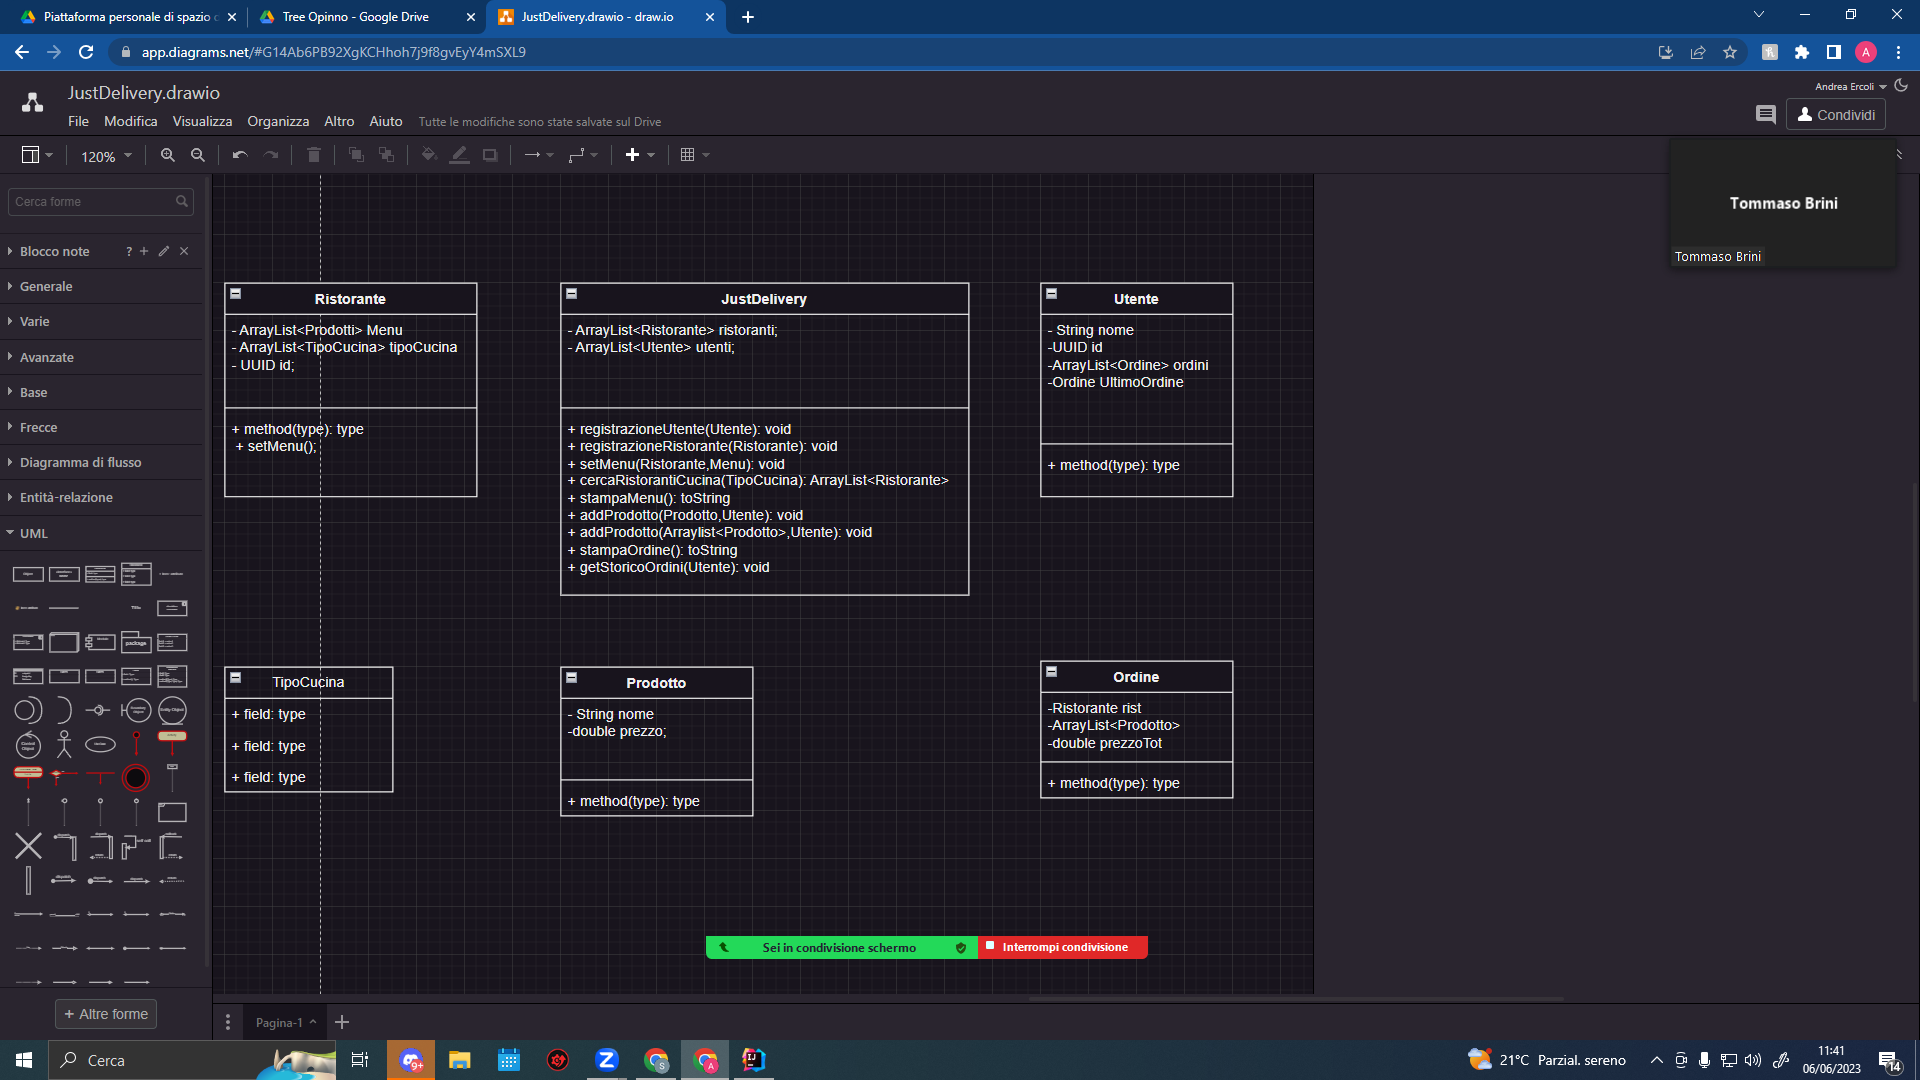 Piattaforma personale di spazio
Tree Opinno - Google Drive
JustDelivery.drawio - draw.io
app.diagrams.net/#G14Ab6PB92XgKCHhoh7j9f8gvEyY4mSXL9
A
JustDelivery.drawio
Andrea Ercoli
File Modifica Visualizza Organizza Altro Aiuto Tutte le modifiche sono state salvate sul Drive
Condividi
120%
Tommaso Brini
Tommaso Brini
Cerca forme
Blocco note ?
Generale
Varie
Avanzate
Base
Frecce
Diagramma di flusso
Entità-relazione
UML
package
Altre forme
Ristorante
- ArrayList<Prodotti> Menu
- ArrayList<TipoCucina> tipoCucina
- UUID id;
+ method(type): type
+ setMenu();
JustDelivery
- ArrayList<Ristorante> ristoranti;
- ArrayList<Utente> utenti;
+ registrazioneUtente(Utente): void
+ registrazioneRistorante(Ristorante): void
+ setMenu(Ristorante,Menu): void
+ cercaRistorantiCucina(TipoCucina): ArrayList<Ristorante>
+ stampaMenu(): toString
+ addProdotto(Prodotto,Utente): void
+ addProdotto(Arraylist<Prodotto>,Utente): void
+ stampaOrdine(): toString
+ getStoricoOrdini(Utente): void
Utente
- String nome
-UUID id
-ArrayList<Ordine> ordini
-Ordine UltimoOrdine
+ method(type): type
TipoCucina
+ field: type
+ field: type
+ field: type
Prodotto
- String nome
-double prezzo;
+ method(type): type
Ordine
-Ristorante rist
-ArrayList<Prodotto>
-double prezzoTot
+ method(type): type
Sei in condivisione schermo
Interrompi condivisione
Pagina-1
Cerca
9+
S
A
21°C Parzial. sereno
11:41
06/06/2023
14